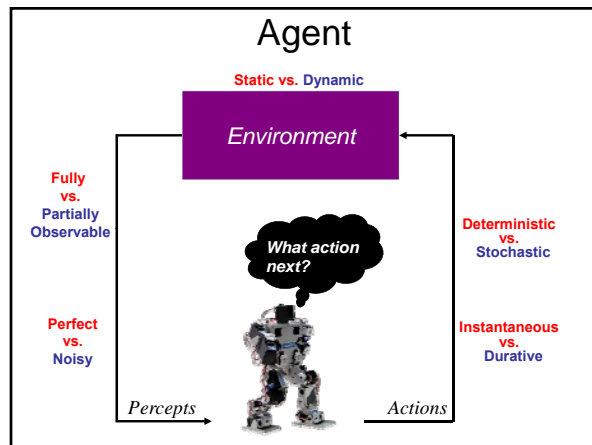 Agent
Static vs. Dynamic
Environment
Fully
vs.
Partially
Observable
What action
next?
Deterministic
vs.
Stochastic
Perfect
vs.
Noisy
Instantaneous
vs.
Durative
Percepts
Actions